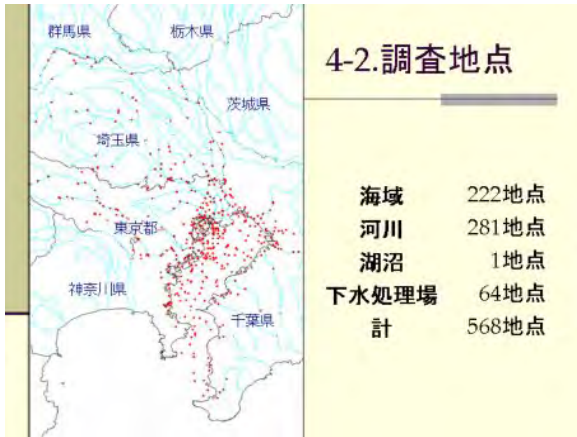 群馬県
栃木県
茨城県
埼玉県
東京都
神奈川県
千葉県
4-2.調査地点
海域 222地点
河川 281地点
湖沼 1地点
下水処理場 64地点
計 568地点